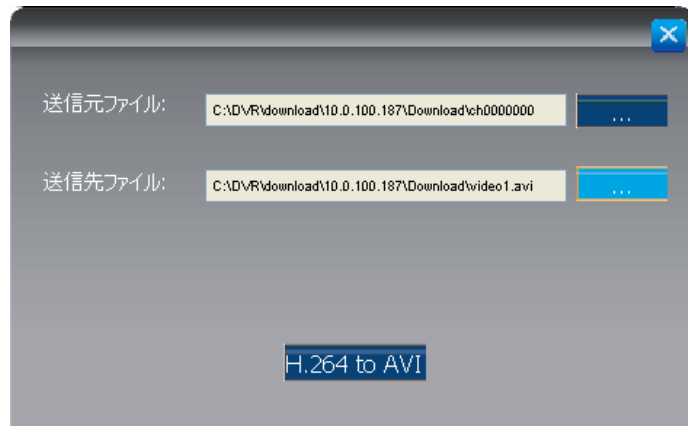 送信元ファイル: C:\DVR\download\10.0.100.187\Download\ch0000000 ...
送信先ファイル: C:\DVR\download\10.0.100.187\Download\video1.avi ...
H.264 to AVI